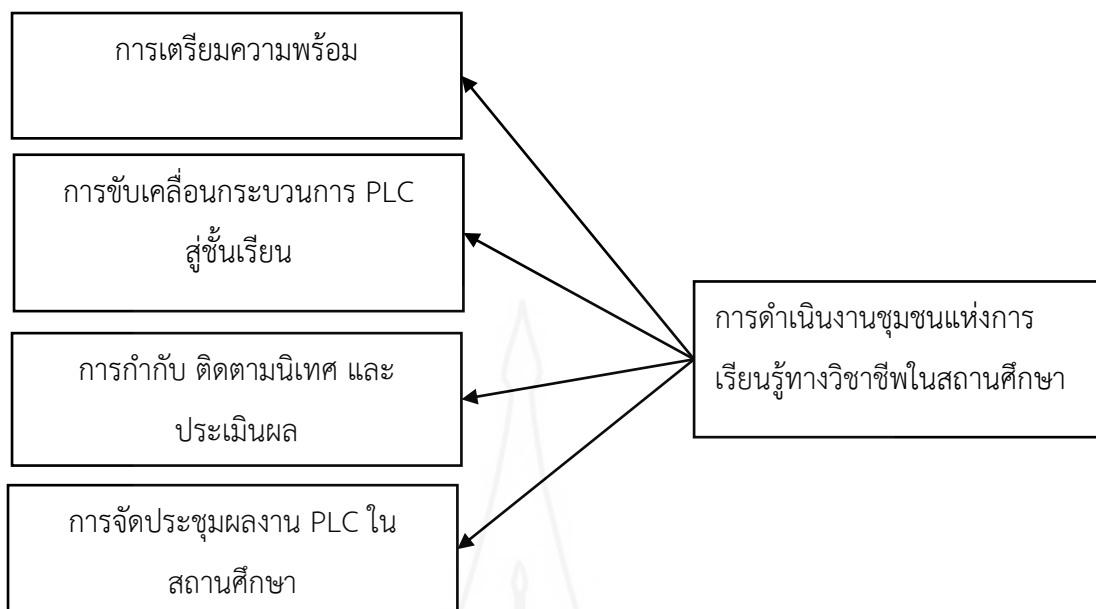 การเตรียมความพร้อม
การขับเคลื่อนกระบวนการ PLC
สู่ชั้นเรียน
การกำกับ ติดตามนิเทศ และ
ประเมินผล
การจัดประชุมผลงาน PLC ใน
สถานศึกษา
การดำเนินงานชุมชนแห่งการ
เรียนรู้ทางวิชาชีพในสถานศึกษา